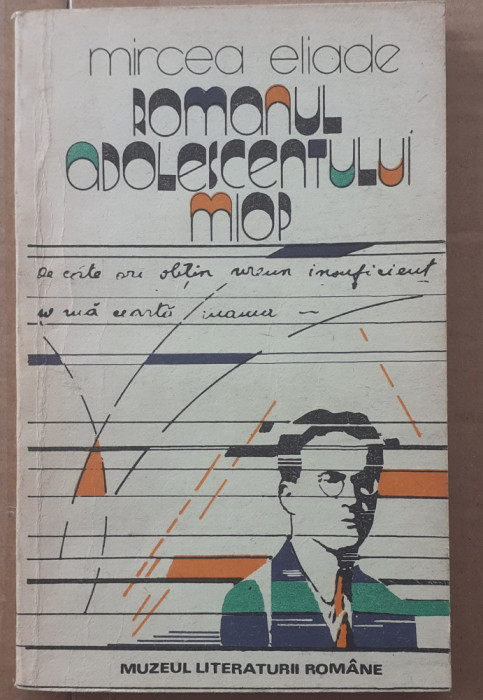 mircea eliade
ROMANUL
ADOLESCENTULUI
MIOP
De câte ori obțin vreun insuficient
și mă ceartă mama —
MUZEUL LITERATURII ROMÂNE